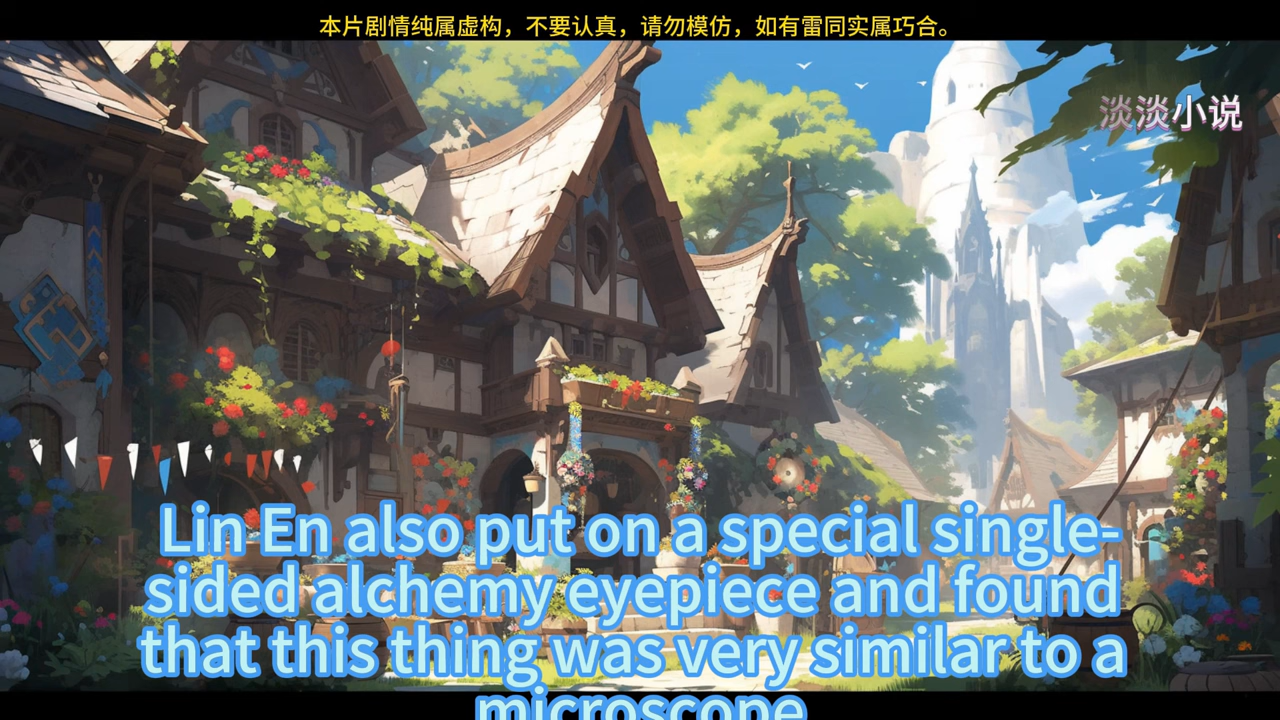 本片剧情纯属虚构，不要认真，请勿模仿，如有雷同实属巧合。
淡淡小说
Lin En also put on a special single-
sided alchemy eyepiece and found
that this thing was very similar to a
microscope